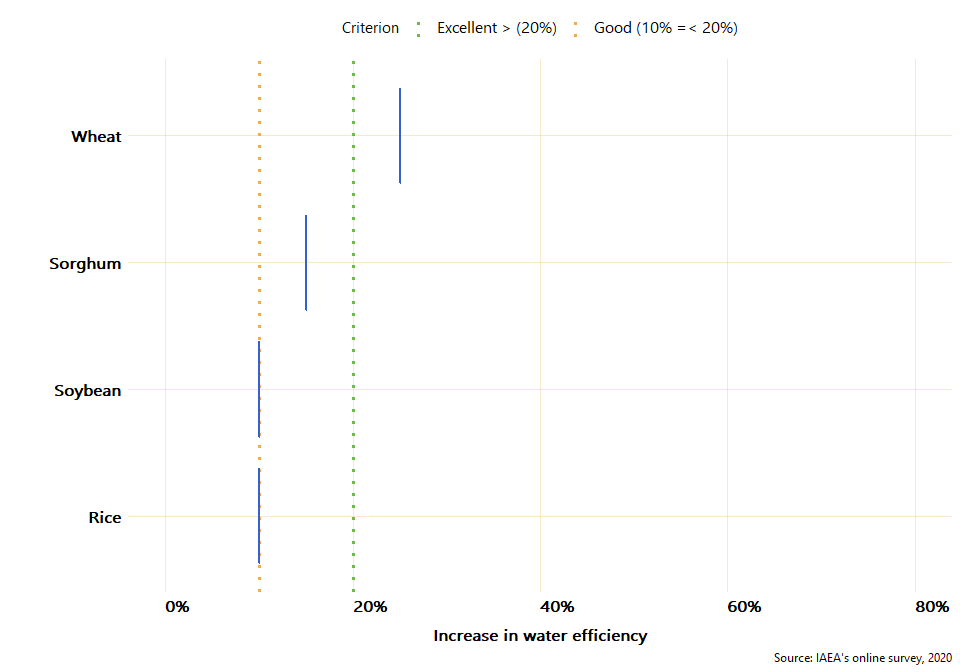 Criterion Excellent > (20%) Good (10% =< 20%)
Wheat
Sorghum
Soybean
Rice
0% 20% 40% 60% 80%
Increase in water efficiency
Source: IAEA's online survey, 2020